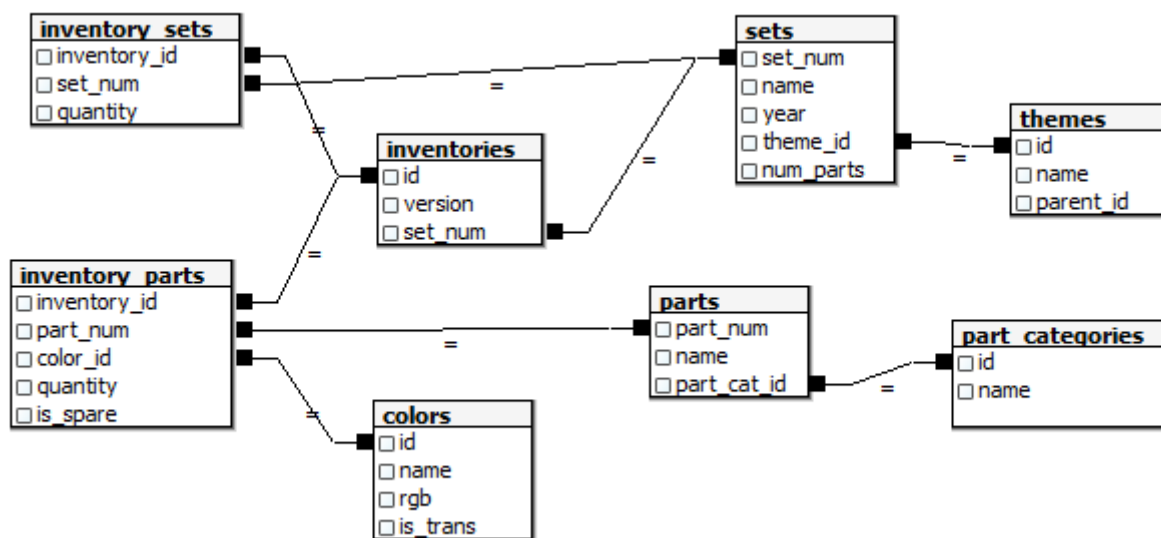 inventory_sets
inventory_id
set_num
quantity
sets
set_num
name
year
theme_id
num_parts
themes
id
name
parent_id
inventories
id
version
set_num
inventory_parts
inventory_id
part_num
color_id
quantity
is_spare
parts
part_num
name
part_cat_id
part_categories
id
name
colors
id
name
rgb
is_trans
=
=
=
=
=
=
=
=